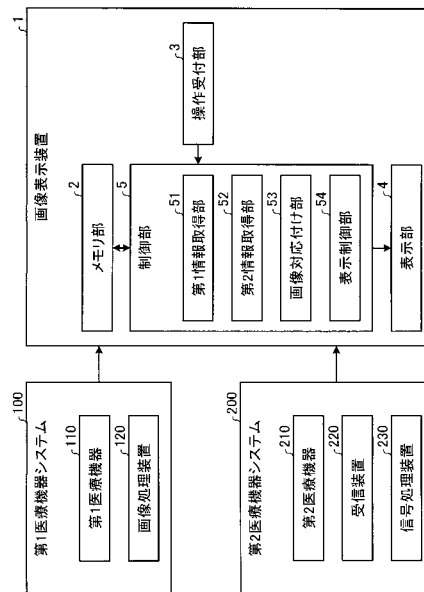 1
画像表示装置
2
メモリ部
3
操作受付部
5
制御部
51
第1情報取得部
52
第2情報取得部
53
画像対応付け部
54
表示制御部
4
表示部
100
第1医療機器システム
110
第1医療機器
120
画像処理装置
200
第2医療機器システム
210
第2医療機器
220
受信装置
230
信号処理装置